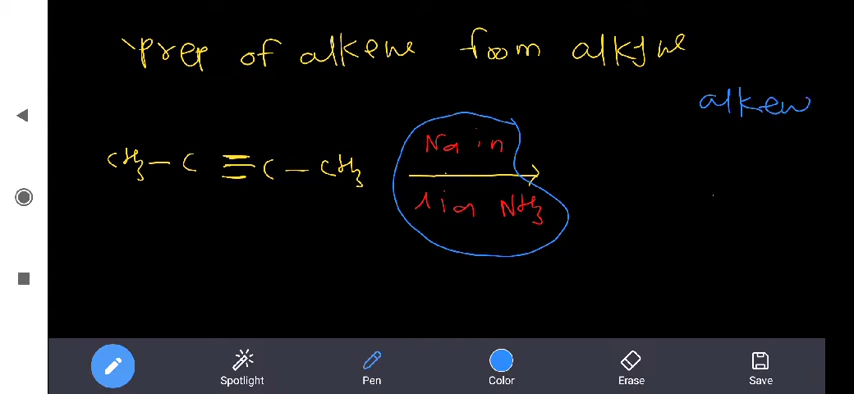 prep of alkene from alkyne
alkene
CH3 – C ≡ C – CH3
Na in
liq NH3
Spotlight
Pen
Color
Erase
Save